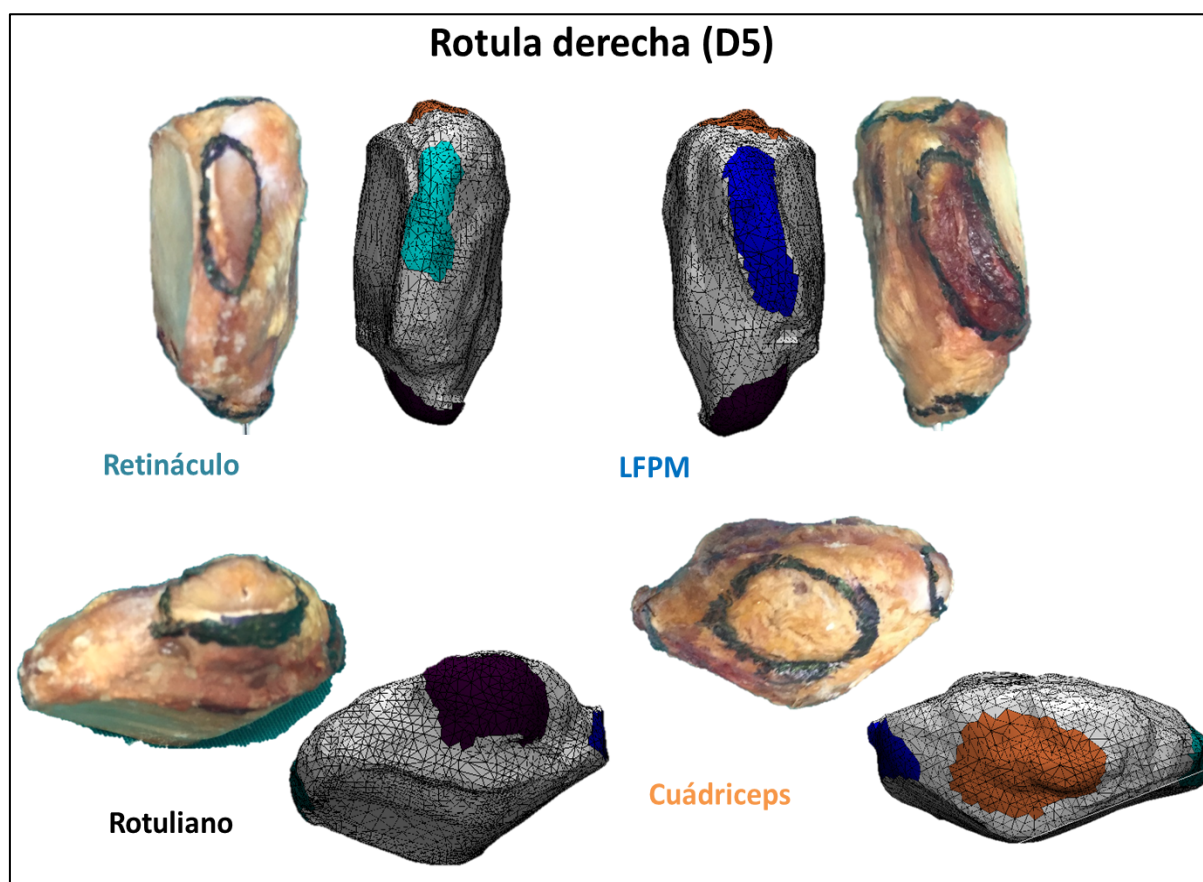 Rotula derecha (D5)
Retináculo
LFPM
Rotuliano
Cuádriceps